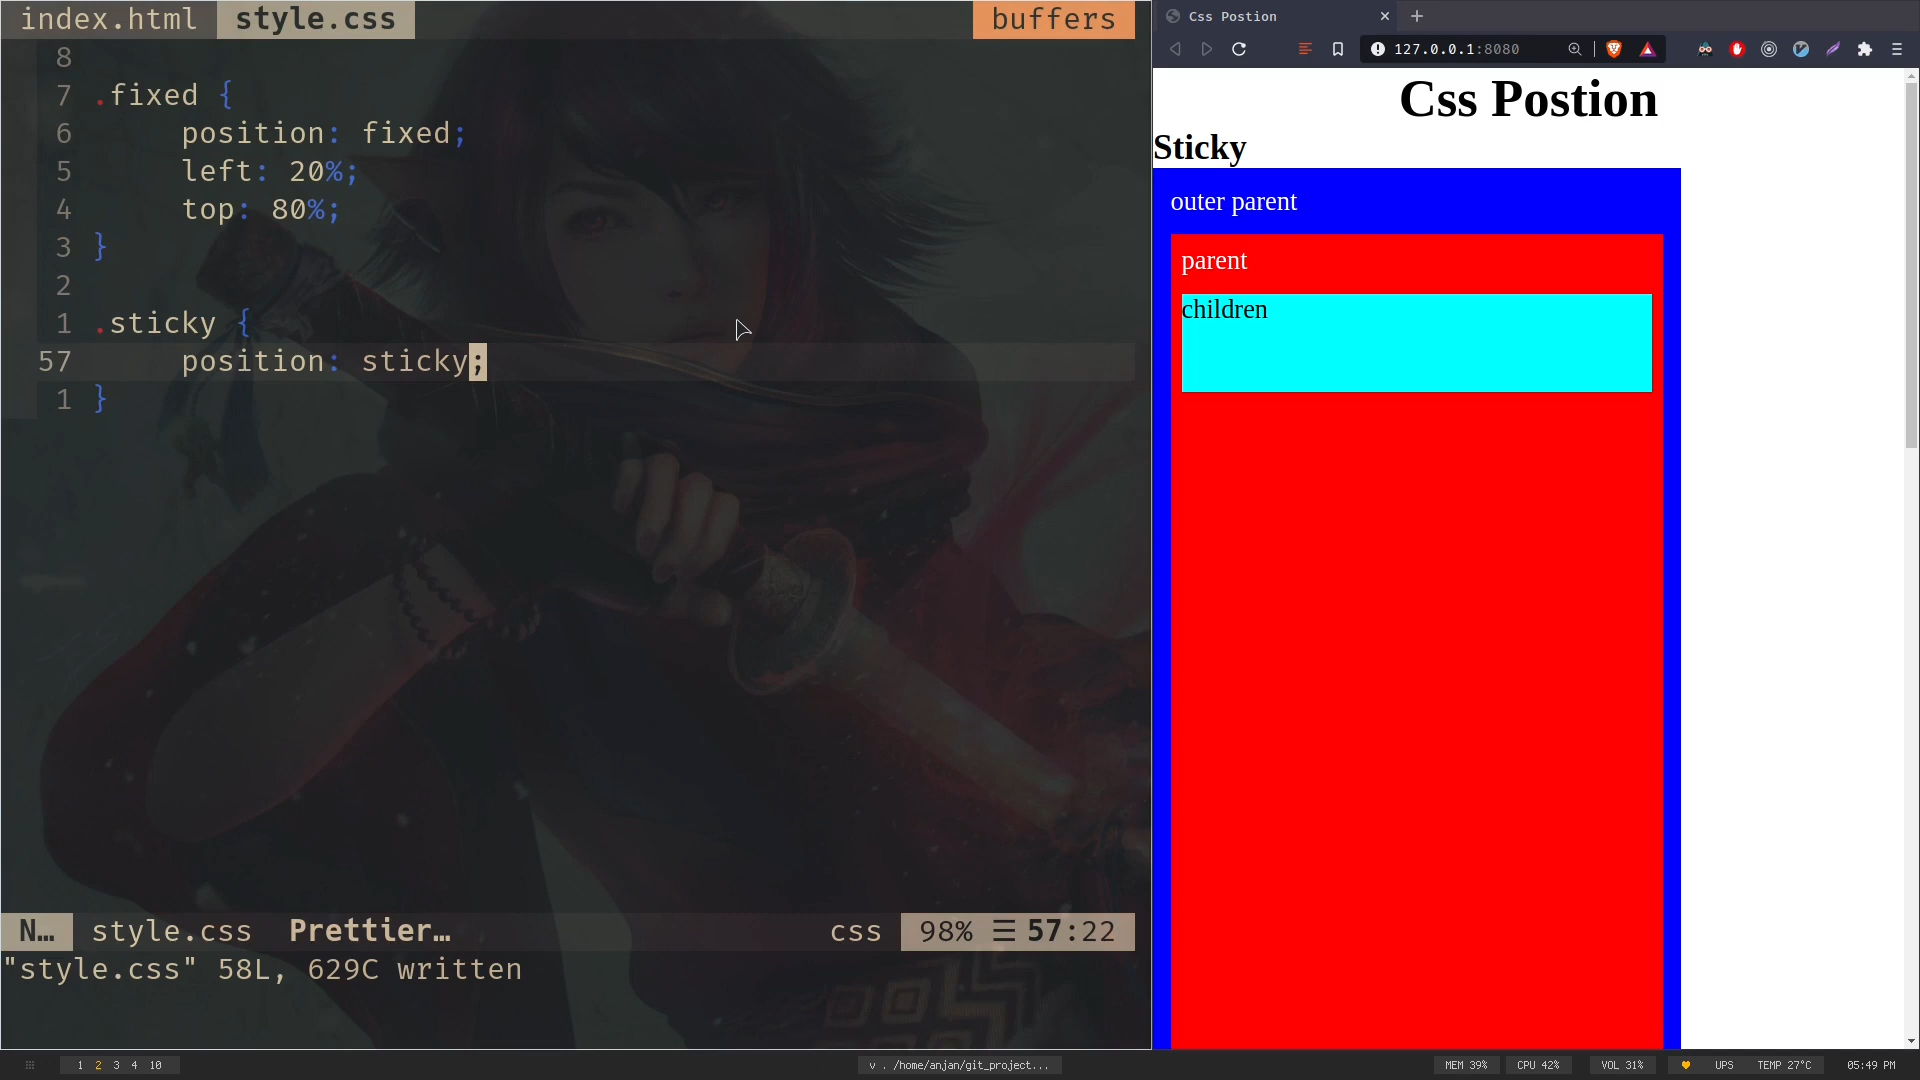 index.html style.css buffers
8
7 .fixed {
6 position: fixed;
5 left: 20%;
4 top: 80%;
3 }
2
1 .sticky {
57 position: sticky;
1 }
N… style.css Prettier… css 98% ☰ 57:22
"style.css" 58L, 629C written
Css Postion
127.0.0.1:8080
Css Postion
Sticky
outer parent
parent
children
1 2 3 4 10 v . /home/anjan/git_project... MEM 39% CPU 42% VOL 31% UPS TEMP 27°C 05:49 PM